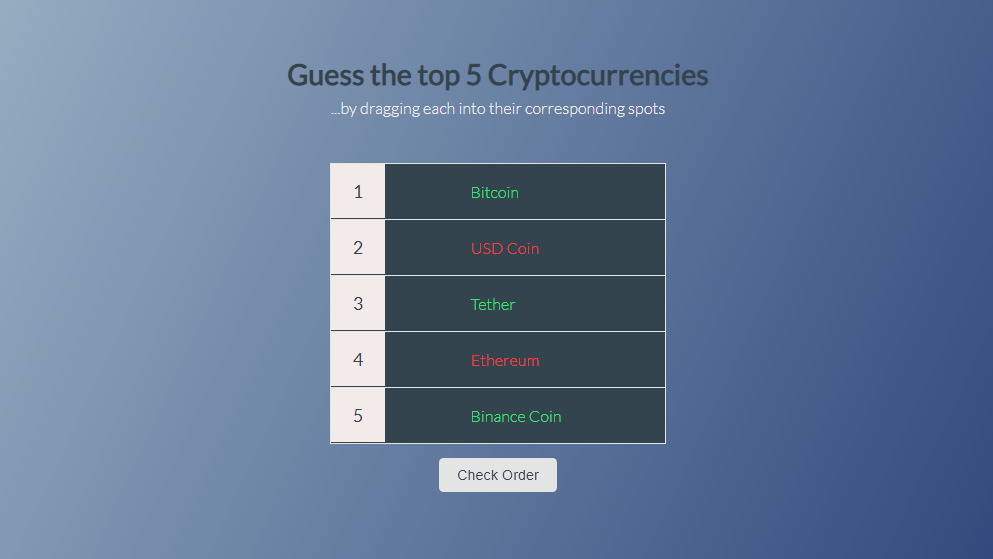 Guess the top 5 Cryptocurrencies
...by dragging each into their corresponding spots
1 Bitcoin
2 USD Coin
3 Tether
4 Ethereum
5 Binance Coin
Check Order